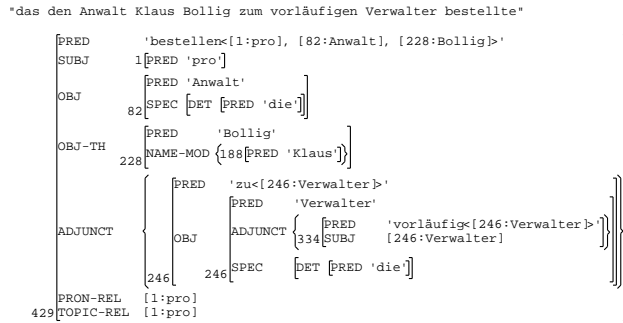 "das den Anwalt Klaus Bollig zum vorläufigen Verwalter bestellte"
PRED 'bestellen<[1:pro], [82:Anwalt], [228:Bollig]>'
SUBJ 1[PRED 'pro']
PRED 'Anwalt'
OBJ
82 SPEC [DET [PRED 'die']]
PRED 'Bollig'
OBJ-TH
228 NAME-MOD {188[PRED 'Klaus']}
PRED 'zu<[246:Verwalter]>'
PRED 'Verwalter'
ADJUNCT OBJ ADJUNCT { PRED 'vorläufig<[246:Verwalter]>'
334 SUBJ [246:Verwalter] }
246 246 SPEC [DET [PRED 'die']]
PRON-REL [1:pro]
429 TOPIC-REL [1:pro]